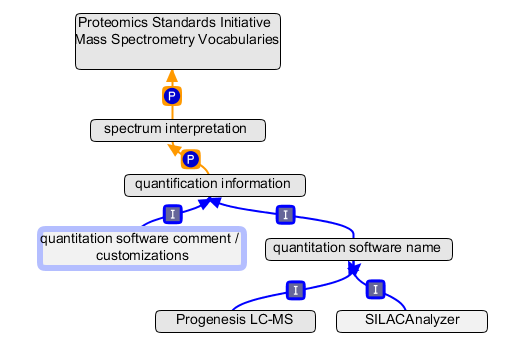 Proteomics Standards Initiative
Mass Spectrometry Vocabularies
P
spectrum interpretation
P
quantification information
I
I
quantitation software comment /
customizations
quantitation software name
I
I
Progenesis LC-MS
SILACAnalyzer